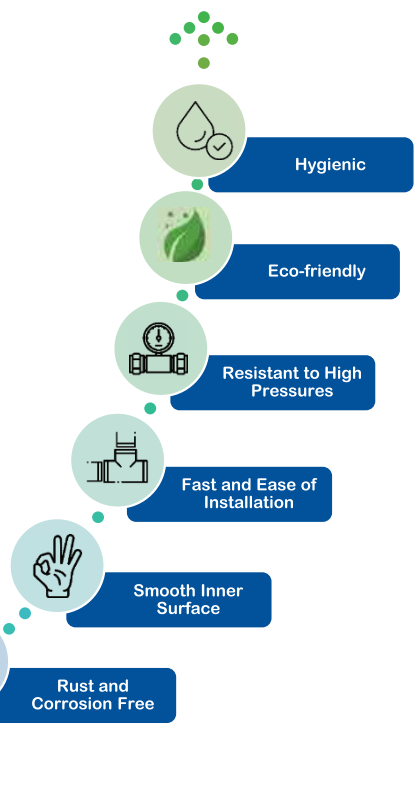 Hygienic
Eco-friendly
Resistant to High
Pressures
Fast and Ease of
Installation
Smooth Inner
Surface
Rust and
Corrosion Free